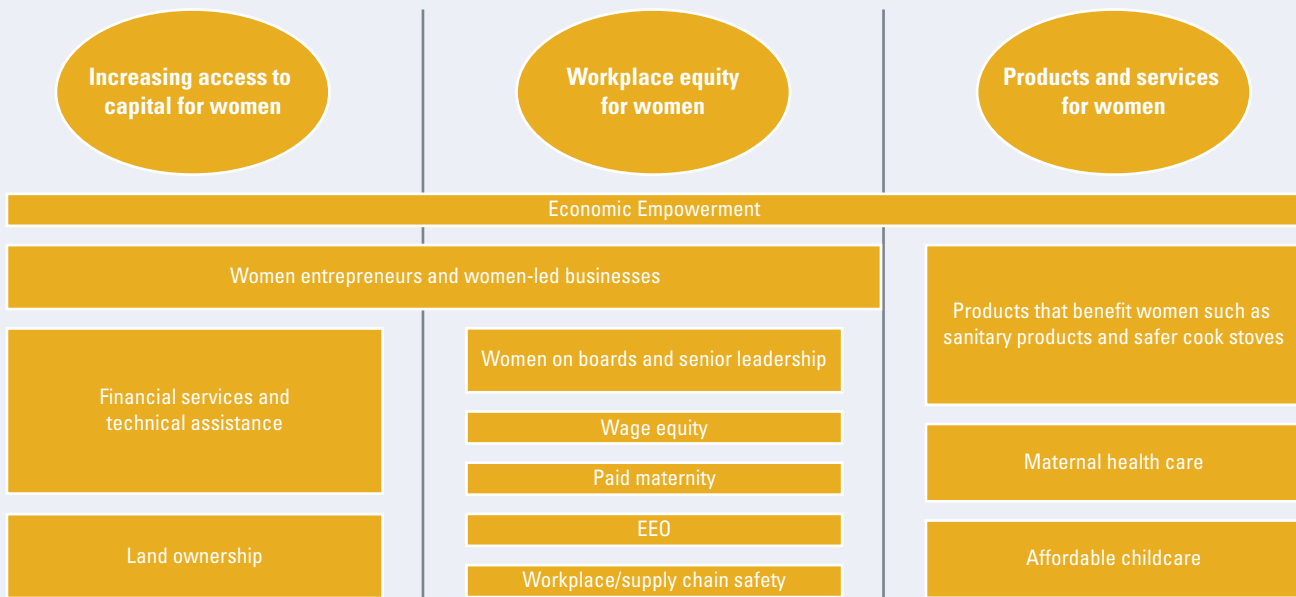 Increasing access to
capital for women
Workplace equity
for women
Products and services
for women
Economic Empowerment
Women entrepreneurs and women-led businesses
Products that benefit women such as
sanitary products and safer cook stoves
Women on boards and senior leadership
Financial services and
technical assistance
Wage equity
Maternal health care
Paid maternity
EEO
Land ownership
Affordable childcare
Workplace/supply chain safety